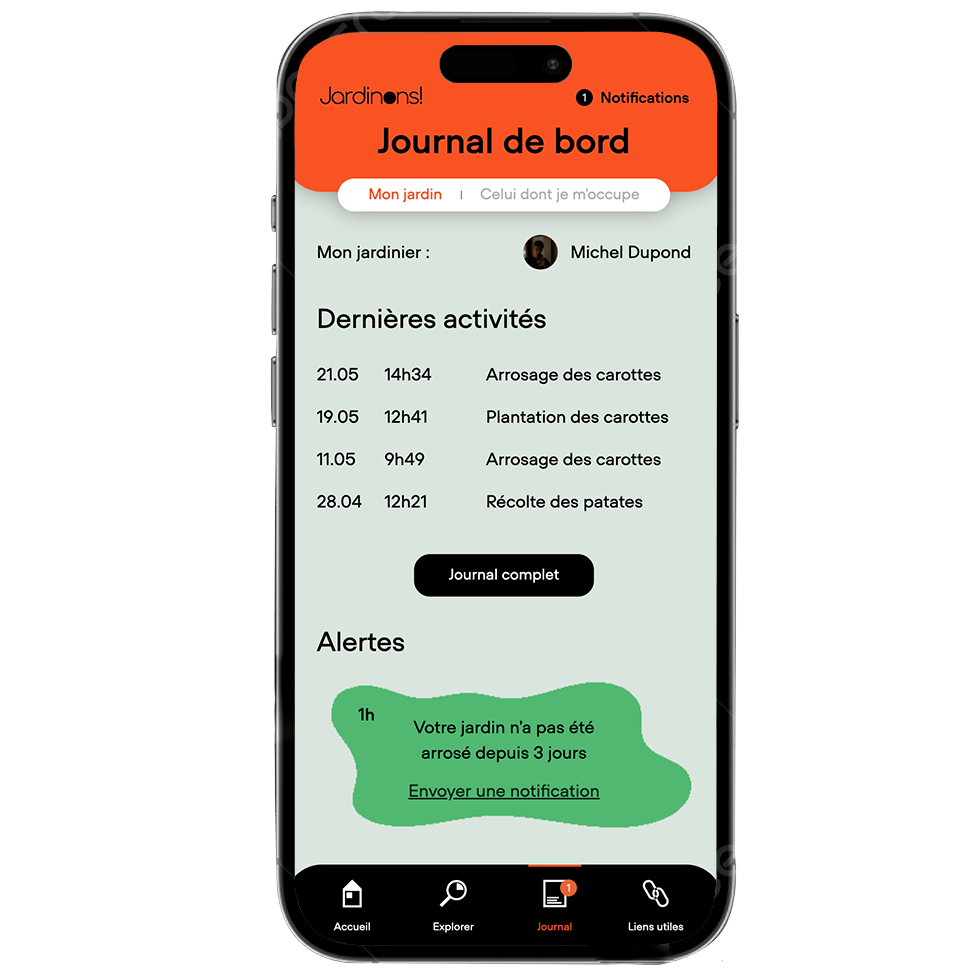 Jardinons!
1 Notifications
Journal de bord
Mon jardin | Celui dont je m'occupe
Mon jardinier : Michel Dupond
Dernières activités
21.05 14h34 Arrosage des carottes
19.05 12h41 Plantation des carottes
11.05 9h49 Arrosage des carottes
28.04 12h21 Récolte des patates
Journal complet
Alertes
1h
Votre jardin n'a pas été
arrosé depuis 3 jours
Envoyer une notification
1
Accueil Explorer Journal Liens utiles